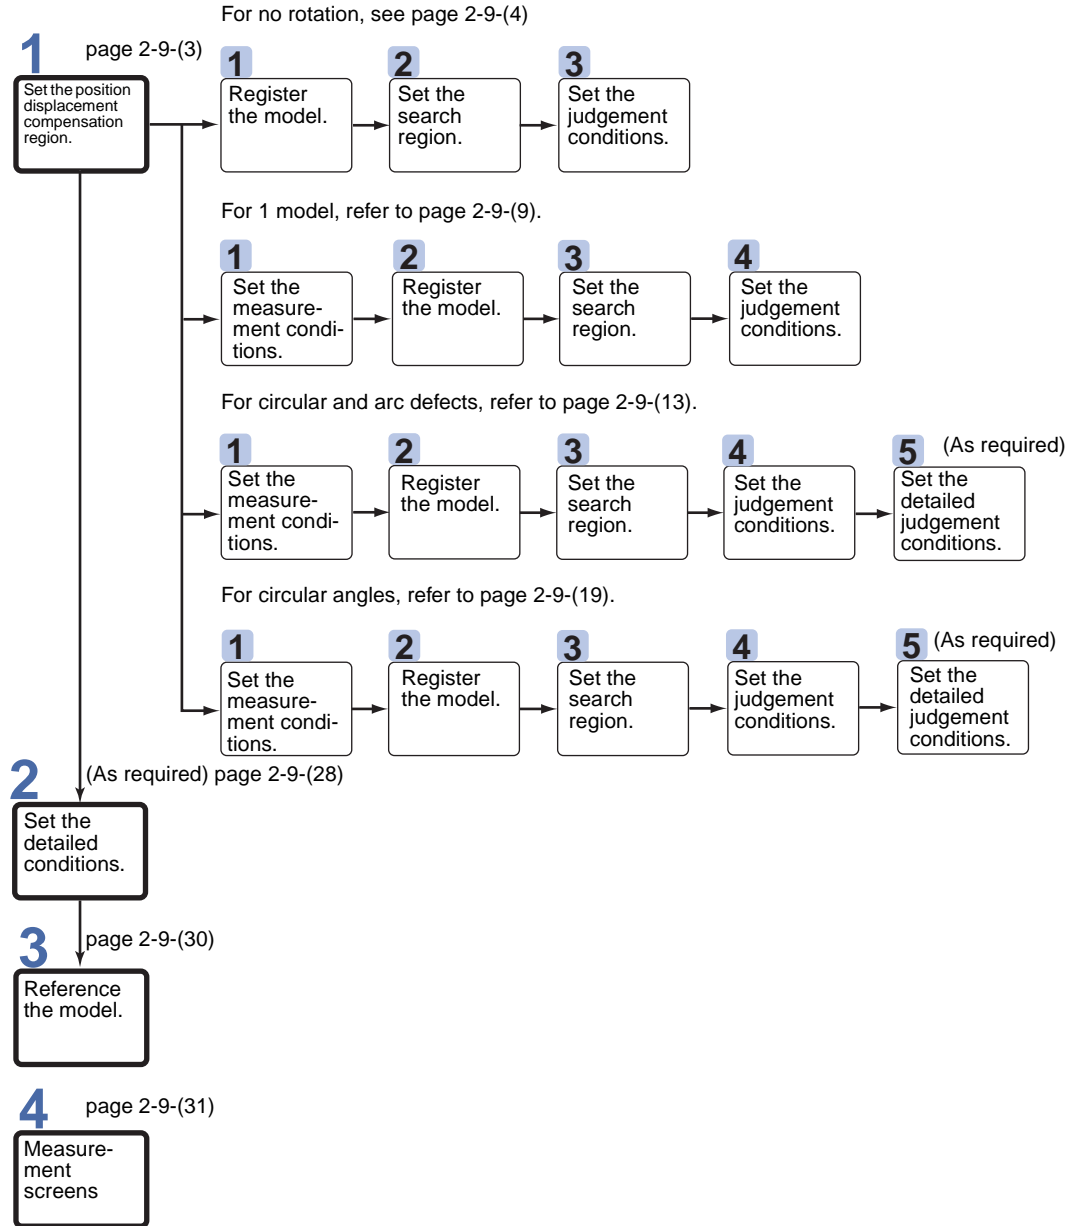 For no rotation, see page 2-9-(4)
1
page 2-9-(3)
Set the position
displacement
compensation
region.
1
Register
the model.
2
Set the
search
region.
3
Set the
judgement
conditions.
For 1 model, refer to page 2-9-(9).
1
Set the
measure-
ment condi-
tions.
2
Register
the model.
3
Set the
search
region.
4
Set the
judgement
conditions.
For circular and arc defects, refer to page 2-9-(13).
1
Set the
measure-
ment condi-
tions.
2
Register
the model.
3
Set the
search
region.
4
Set the
judgement
conditions.
5
(As required)
Set the
detailed
judgement
conditions.
For circular angles, refer to page 2-9-(19).
1
Set the
measure-
ment condi-
tions.
2
Register
the model.
3
Set the
search
region.
4
Set the
judgement
conditions.
5
(As required)
Set the
detailed
judgement
conditions.
2
(As required) page 2-9-(28)
Set the
detailed
conditions.
3
page 2-9-(30)
Reference
the model.
4
page 2-9-(31)
Measure-
ment
screens